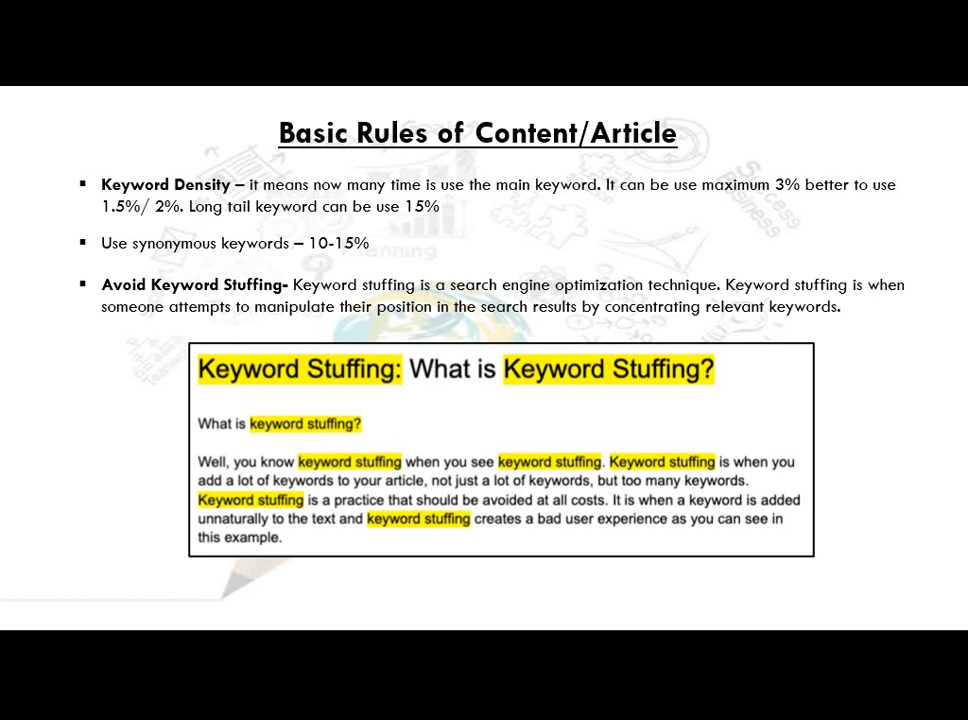 Basic Rules of Content/Article
▪ Keyword Density – it means now many time is use the main keyword. It can be use maximum 3% better to use
1.5%/ 2%. Long tail keyword can be use 15%
▪ Use synonymous keywords – 10-15%
▪ Avoid Keyword Stuffing- Keyword stuffing is a search engine optimization technique. Keyword stuffing is when
someone attempts to manipulate their position in the search results by concentrating relevant keywords.
Keyword Stuffing: What is Keyword Stuffing?
What is keyword stuffing?
Well, you know keyword stuffing when you see keyword stuffing. Keyword stuffing is when you
add a lot of keywords to your article, not just a lot of keywords, but too many keywords.
Keyword stuffing is a practice that should be avoided at all costs. It is when a keyword is added
unnaturally to the text and keyword stuffing creates a bad user experience as you can see in
this example.
Success
Business